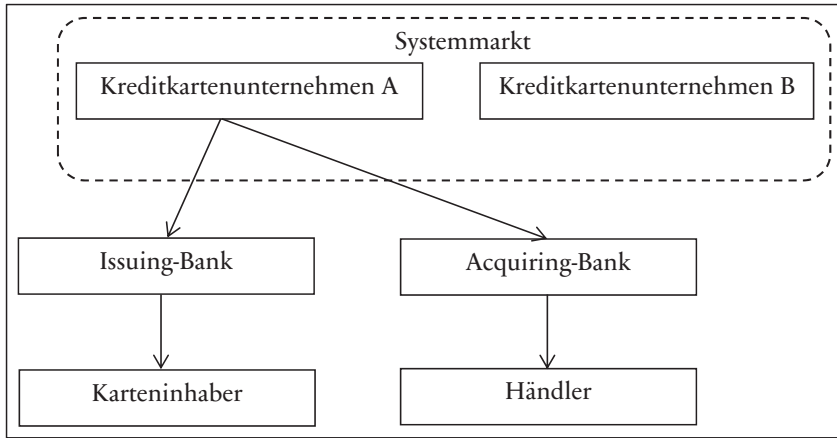 Systemmarkt
Kreditkartenunternehmen A
Kreditkartenunternehmen B
Issuing-Bank
Acquiring-Bank
Karteninhaber
Händler